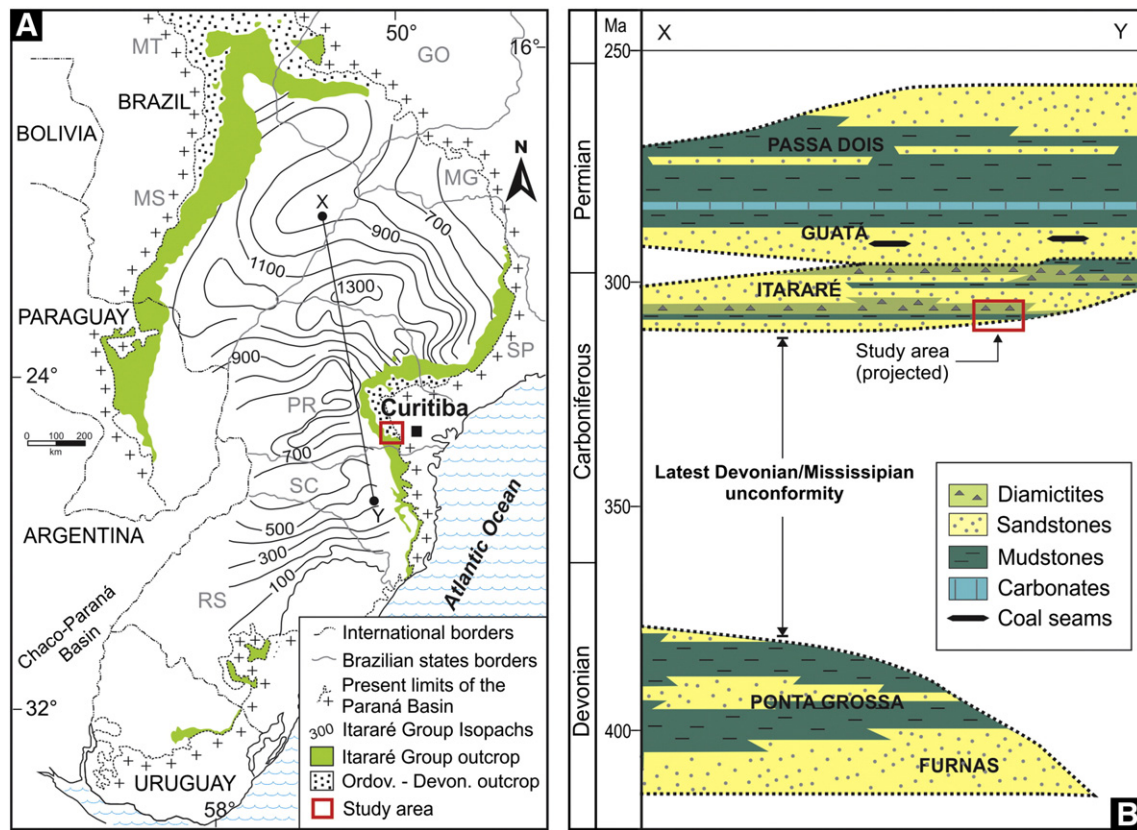 A
50°
16°
MT
GO
BRAZIL
BOLIVIA
N
MS
MG
X
700
900
1100
1300
PARAGUAY
SP
900
24°
PR
Curitiba
0 100 200
km
700
SC
Y
ARGENTINA
500
300
100
Atlantic Ocean
RS
Chaco-Paraná
Basin
32°
URUGUAY
58°
International borders
Brazilian states borders
Present limits of the
Paraná Basin
300 Itararé Group Isopachs
Itararé Group outcrop
Ordov. - Devon. outcrop
Study area
Ma
X
Y
250
Permian
PASSA DOIS
GUATÁ
300
ITARARÉ
Study area
(projected)
Carboniferous
Latest Devonian/Mississipian
unconformity
350
Diamictites
Sandstones
Mudstones
Carbonates
Coal seams
Devonian
PONTA GROSSA
400
FURNAS
B